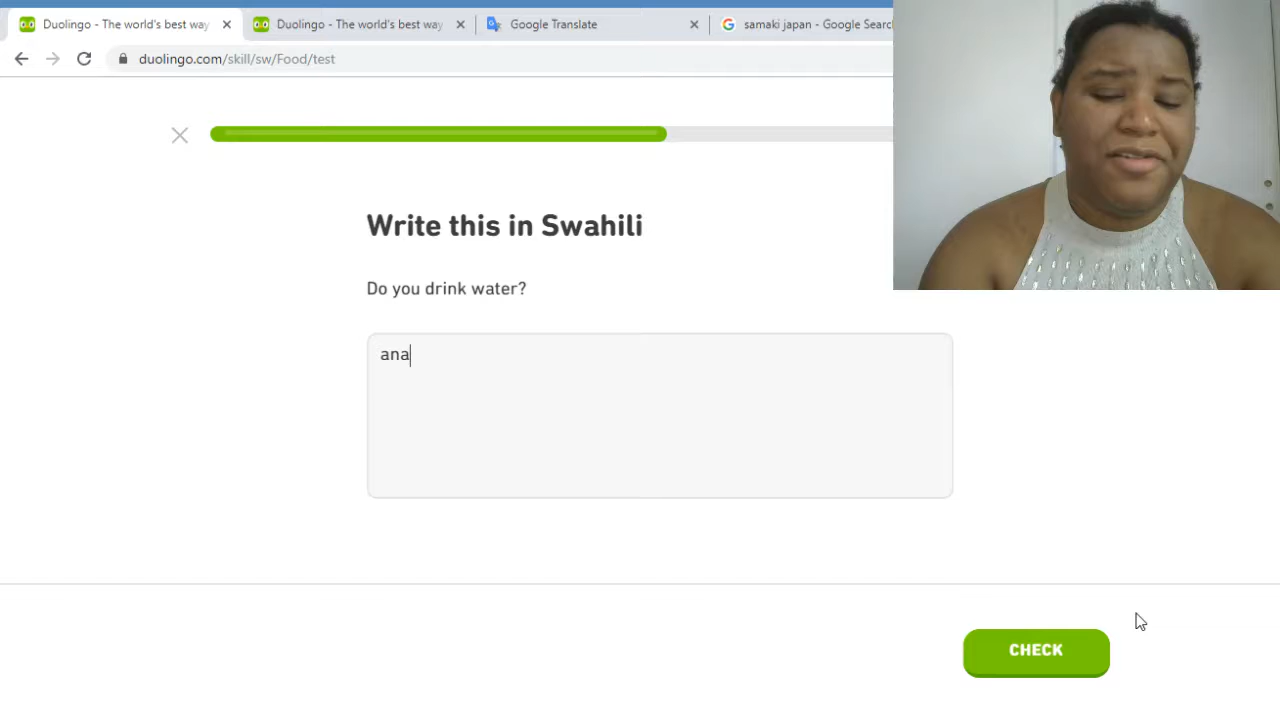 Duolingo - The world's best way
Duolingo - The world's best way
Google Translate
samaki japan - Google Searc
duolingo.com/skill/sw/Food/test
Write this in Swahili
Do you drink water?
ana
CHECK